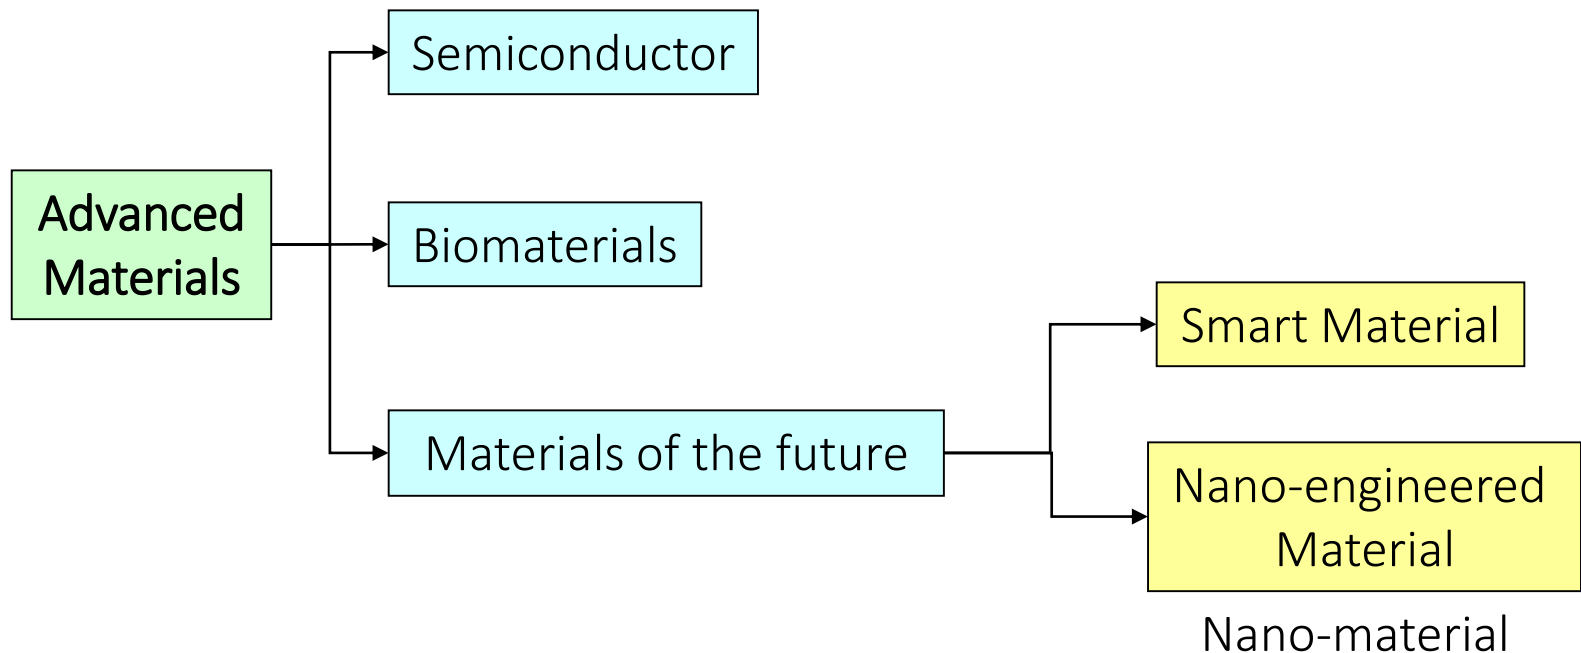 Semiconductor
Advanced
Materials
Biomaterials
Smart Material
Materials of the future
Nano-engineered
Material
Nano-material